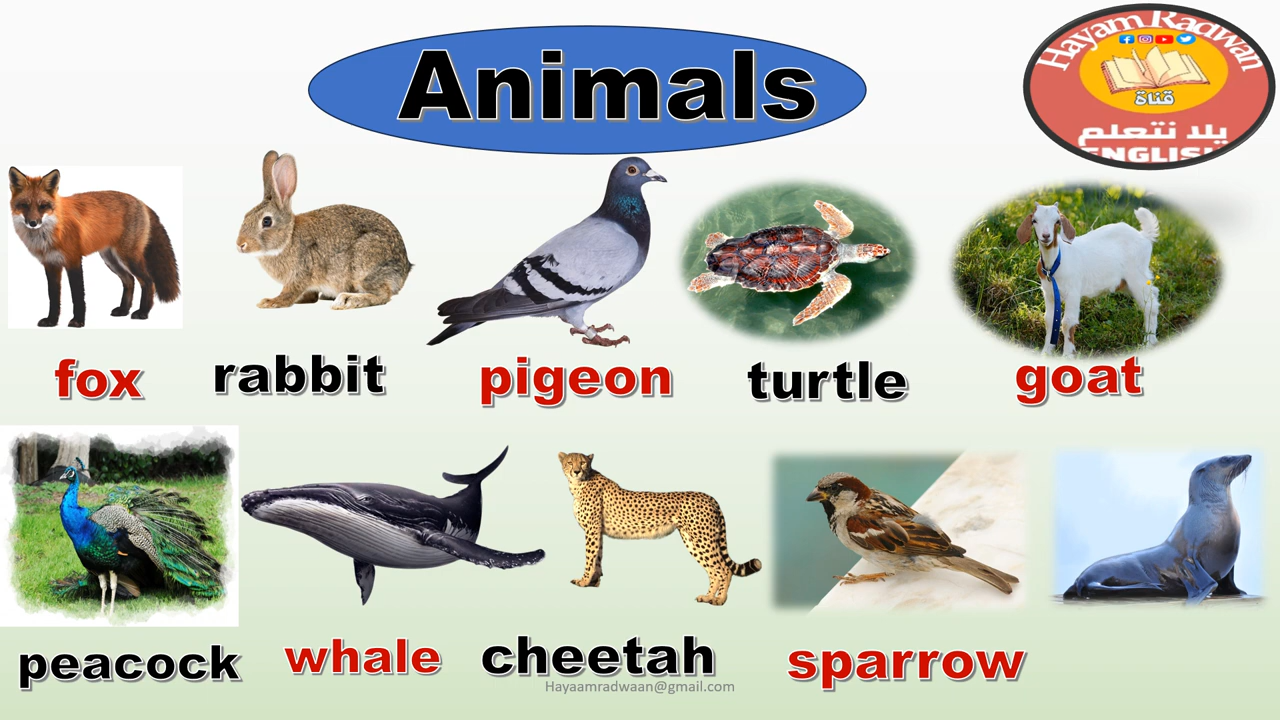 Animals
Hayam Radwan
قناة
يلا نتعلم
ENGLISH
fox
rabbit
pigeon
turtle
goat
peacock
whale
cheetah
sparrow
Hayaamradwaan@gmail.com